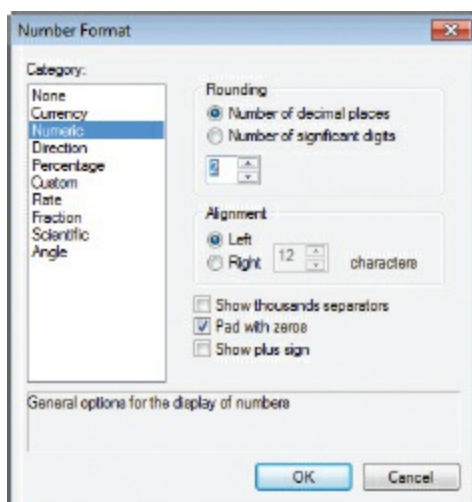 Number Format
Category:
None
Currency
Numeric
Direction
Percentage
Custom
Rate
Fraction
Scientific
Angle
Rounding
Number of decimal places
Number of significant digits
2
Alignment
Left
Right 12 characters
Show thousands separators
Pad with zeros
Show plus sign
General options for the display of numbers
OK Cancel